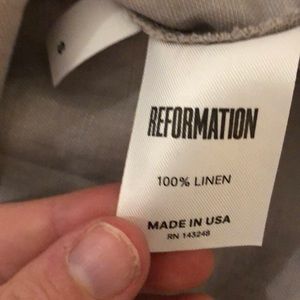 REFORMATION
100% LINEN
MADE IN USA
RN 143248